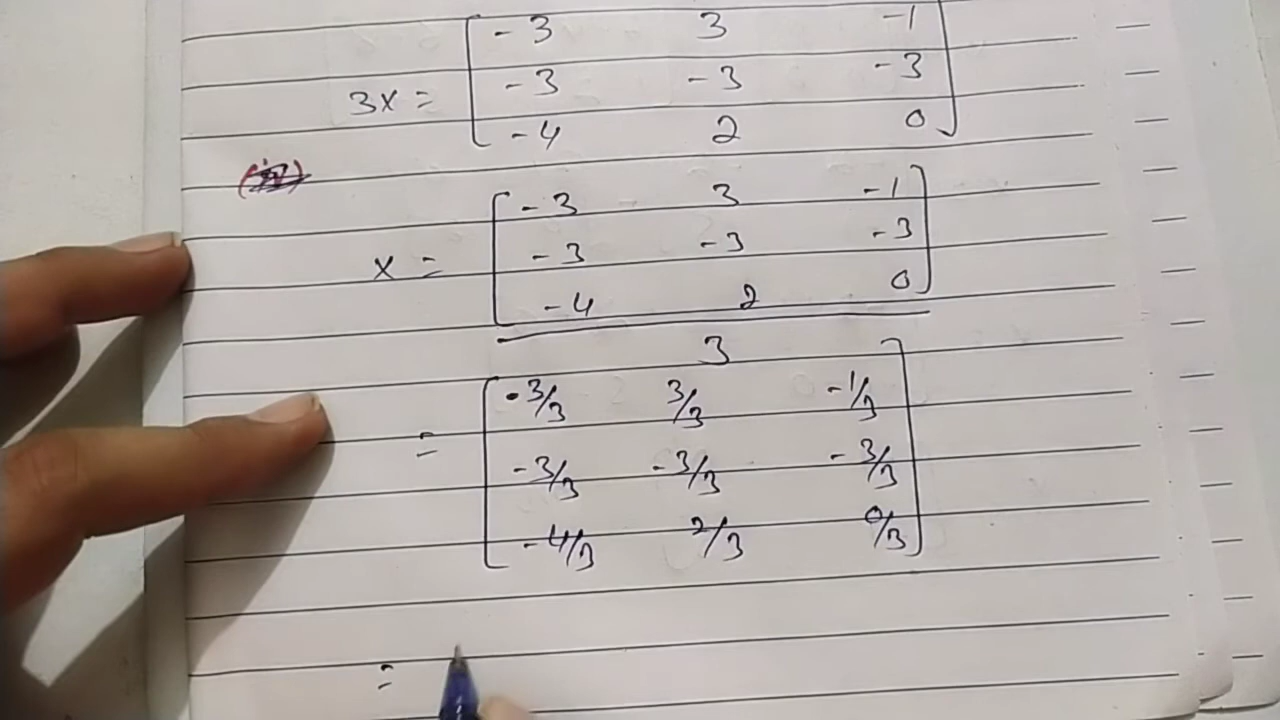 -3 3 -1
3x = -3 -3 -3
-4 2 0
-3 3 -1
x = -3 -3 -3
-4 2 0
3
-3/3 3/3 -1/3
= -3/3 -3/3 -3/3
-4/3 2/3 0/3
=